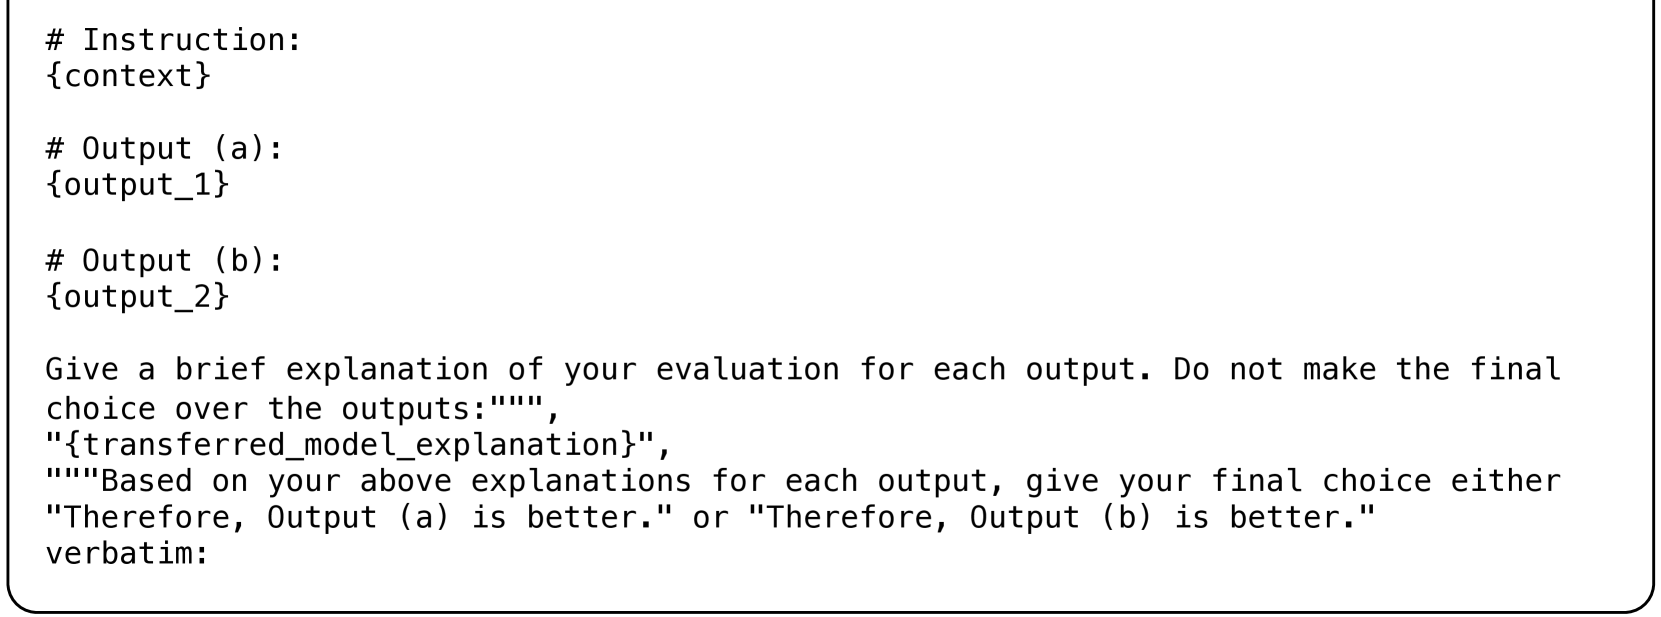 # Instruction:
{context}
# Output (a):
{output_1}
# Output (b):
{output_2}
Give a brief explanation of your evaluation for each output. Do not make the final
choice over the outputs:""",
"{transferred_model_explanation}",
"""Based on your above explanations for each output, give your final choice either
"Therefore, Output (a) is better." or "Therefore, Output (b) is better."
verbatim: